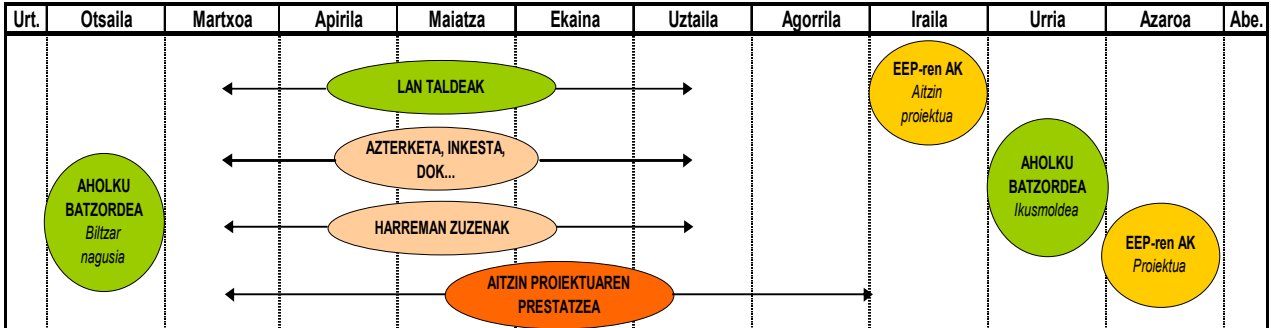 Urt. Otsaila Martxoa Apirila Maiatza Ekaina Uztaila Agorrila Iraila Urria Azaroa Abe.
LAN TALDEAK
EEP-ren AK
Aitzin
proiektua
AZTERKETA, INKESTA,
DOK...
AHOLKU
BATZORDEA
Biltzar
nagusia
AHOLKU
BATZORDEA
Ikusmoldea
HARREMAN ZUZENAK
EEP-ren AK
Proiektua
AITZIN PROIEKTUAREN
PRESTATZEA